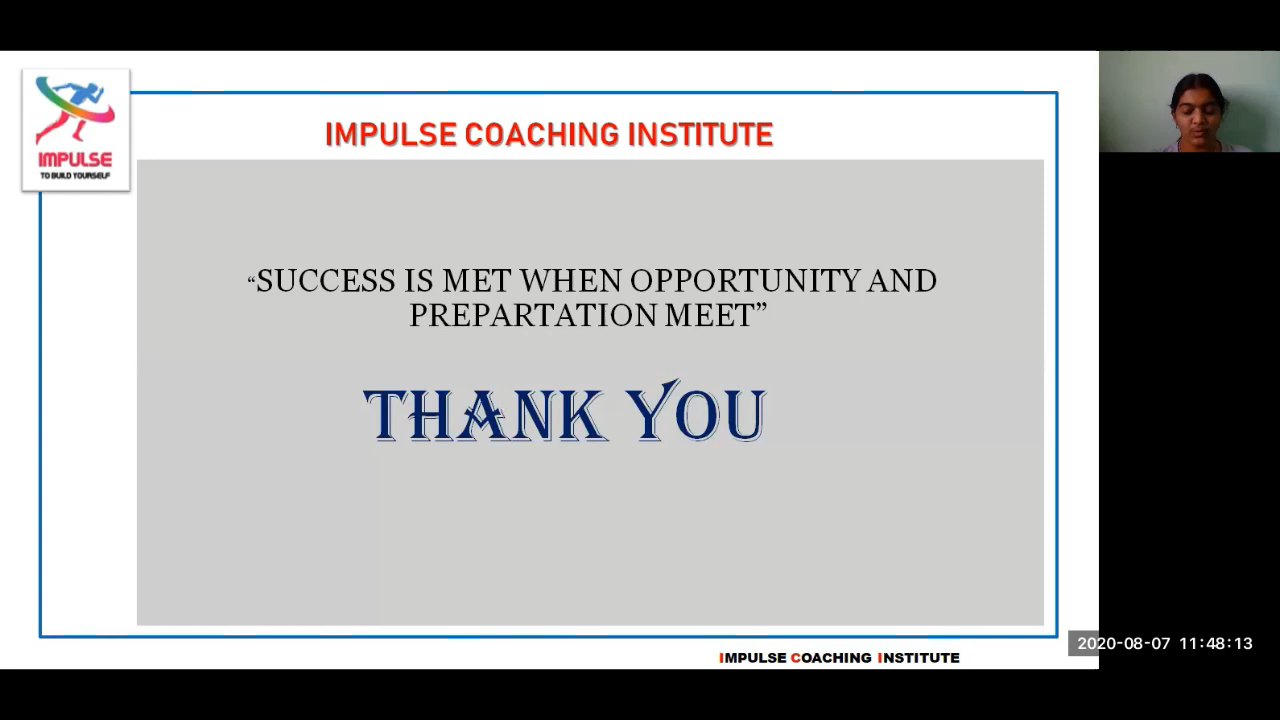 IMPULSE
TO BUILD YOURSELF
IMPULSE COACHING INSTITUTE
“SUCCESS IS MET WHEN OPPORTUNITY AND
PREPARTATION MEET”
THANK YOU
IMPULSE COACHING INSTITUTE
2020-08-07 11:48:13